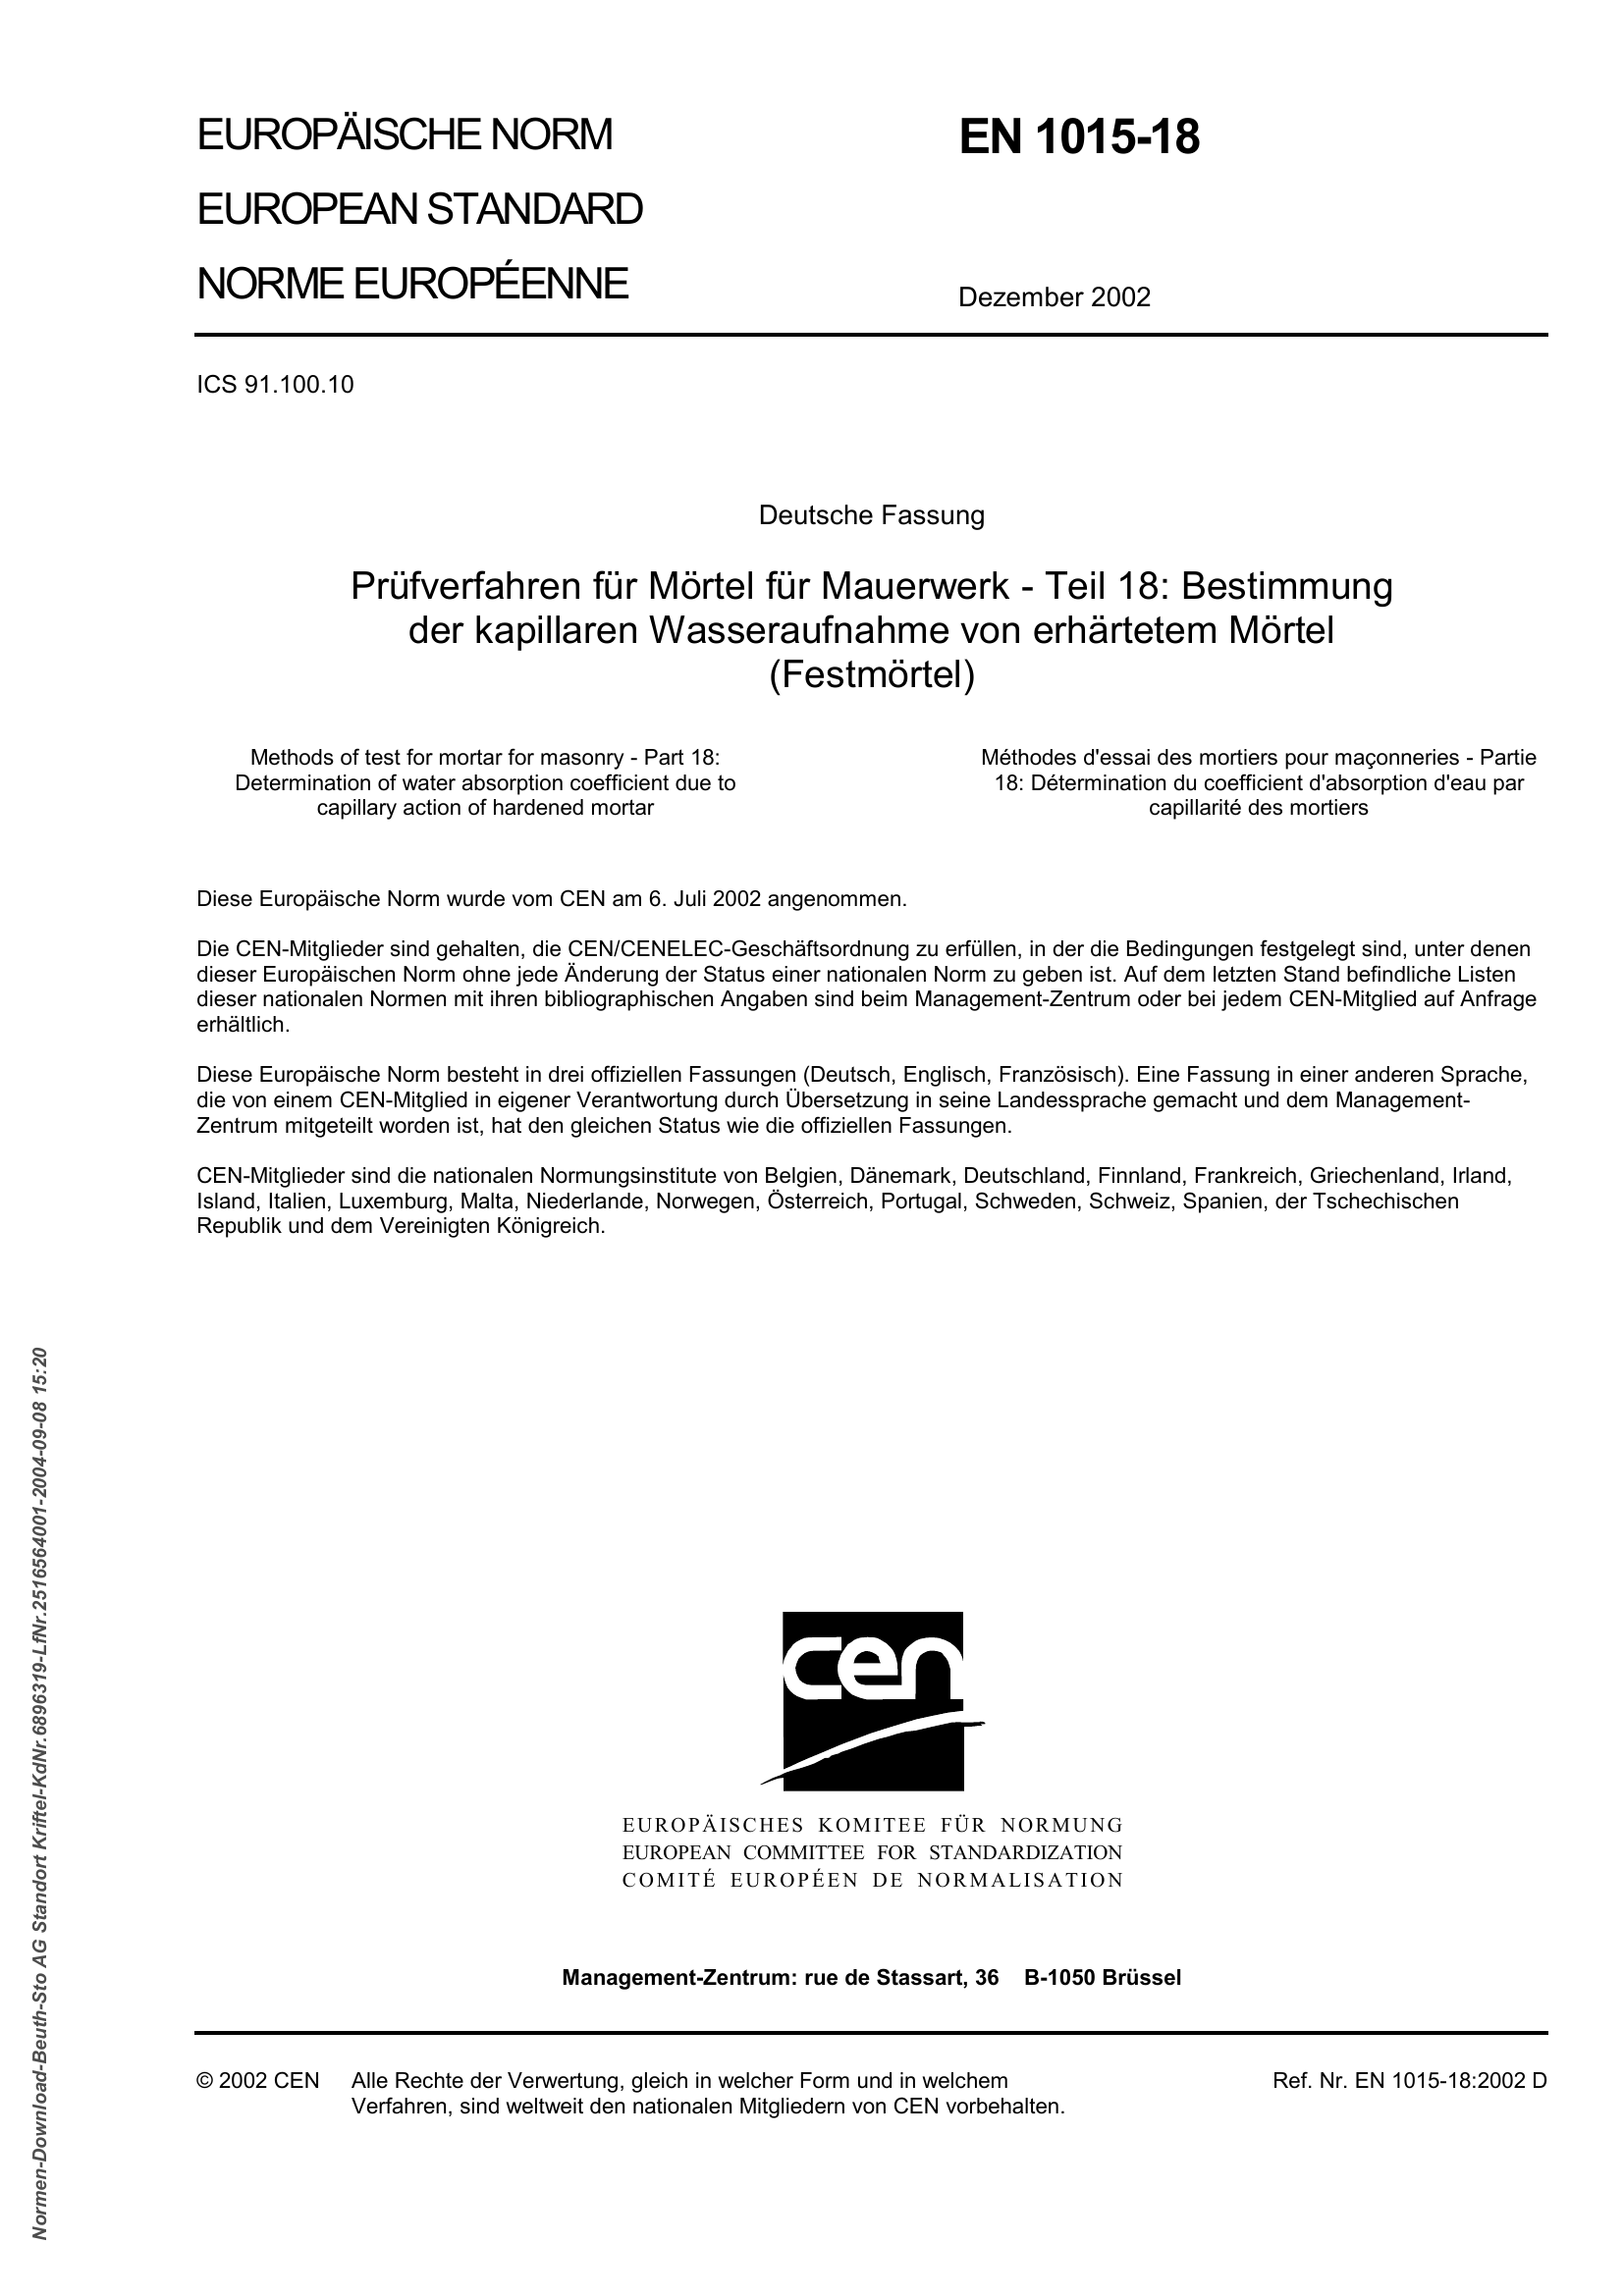 EUROPÄISCHE NORM
EN 1015-18
EUROPEAN STANDARD
NORME EUROPÉENNE
Dezember 2002
ICS 91.100.10
Deutsche Fassung
Prüfverfahren für Mörtel für Mauerwerk - Teil 18: Bestimmung
der kapillaren Wasseraufnahme von erhärtetem Mörtel
(Festmörtel)
Methods of test for mortar for masonry - Part 18:
Determination of water absorption coefficient due to
capillary action of hardened mortar
Méthodes d'essai des mortiers pour maçonneries - Partie
18: Détermination du coefficient d'absorption d'eau par
capillarité des mortiers
Diese Europäische Norm wurde vom CEN am 6. Juli 2002 angenommen.
Die CEN-Mitglieder sind gehalten, die CEN/CENELEC-Geschäftsordnung zu erfüllen, in der die Bedingungen festgelegt sind, unter denen
dieser Europäischen Norm ohne jede Änderung der Status einer nationalen Norm zu geben ist. Auf dem letzten Stand befindliche Listen
dieser nationalen Normen mit ihren bibliographischen Angaben sind beim Management-Zentrum oder bei jedem CEN-Mitglied auf Anfrage
erhältlich.
Diese Europäische Norm besteht in drei offiziellen Fassungen (Deutsch, Englisch, Französisch). Eine Fassung in einer anderen Sprache,
die von einem CEN-Mitglied in eigener Verantwortung durch Übersetzung in seine Landessprache gemacht und dem Management-
Zentrum mitgeteilt worden ist, hat den gleichen Status wie die offiziellen Fassungen.
CEN-Mitglieder sind die nationalen Normungsinstitute von Belgien, Dänemark, Deutschland, Finnland, Frankreich, Griechenland, Irland,
Island, Italien, Luxemburg, Malta, Niederlande, Norwegen, Österreich, Portugal, Schweden, Schweiz, Spanien, der Tschechischen
Republik und dem Vereinigten Königreich.
cen
EUROPÄISCHES KOMITEE FÜR NORMUNG
EUROPEAN COMMITTEE FOR STANDARDIZATION
COMITÉ EUROPÉEN DE NORMALISATION
Management-Zentrum: rue de Stassart, 36 B-1050 Brüssel
© 2002 CEN
Alle Rechte der Verwertung, gleich in welcher Form und in welchem
Verfahren, sind weltweit den nationalen Mitgliedern von CEN vorbehalten.
Ref. Nr. EN 1015-18:2002 D
Normen-Download-Beuth-Sto AG Standort Kriftel-KdNr.6896319-LfNr.2516564001-2004-09-08 15:20